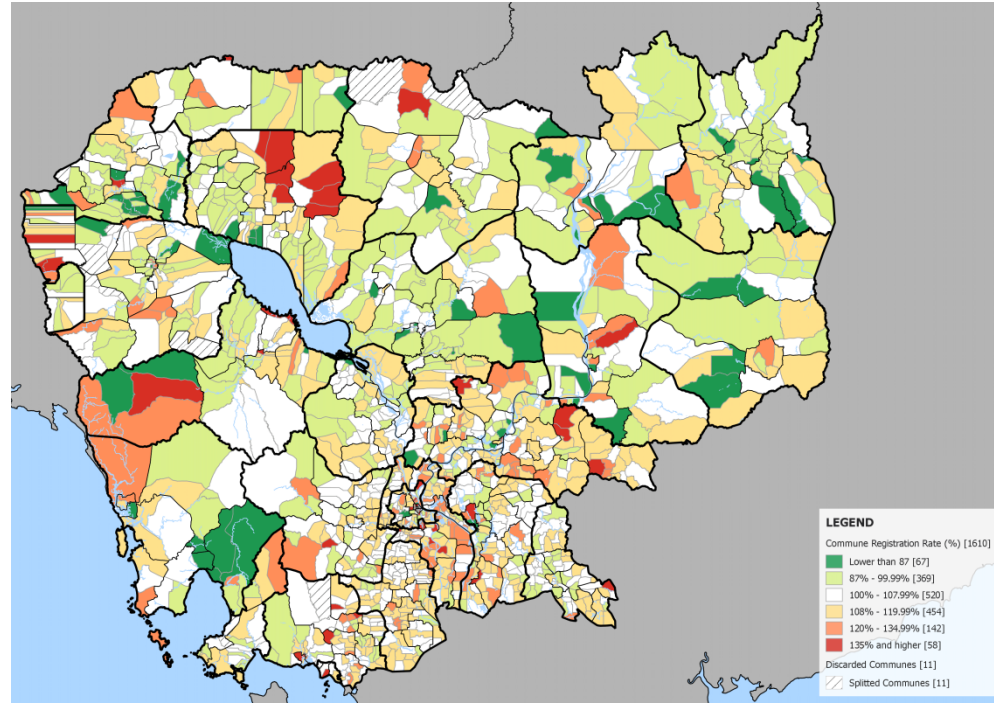 LEGEND
Commune Registration Rate (%) [1610]
Lower than 87 [67]
87% - 99.99% [369]
100% - 107.99% [520]
108% - 119.99% [454]
120% - 134.99% [142]
135% and higher [58]
Discarded Communes [11]
Splitted Communes [11]